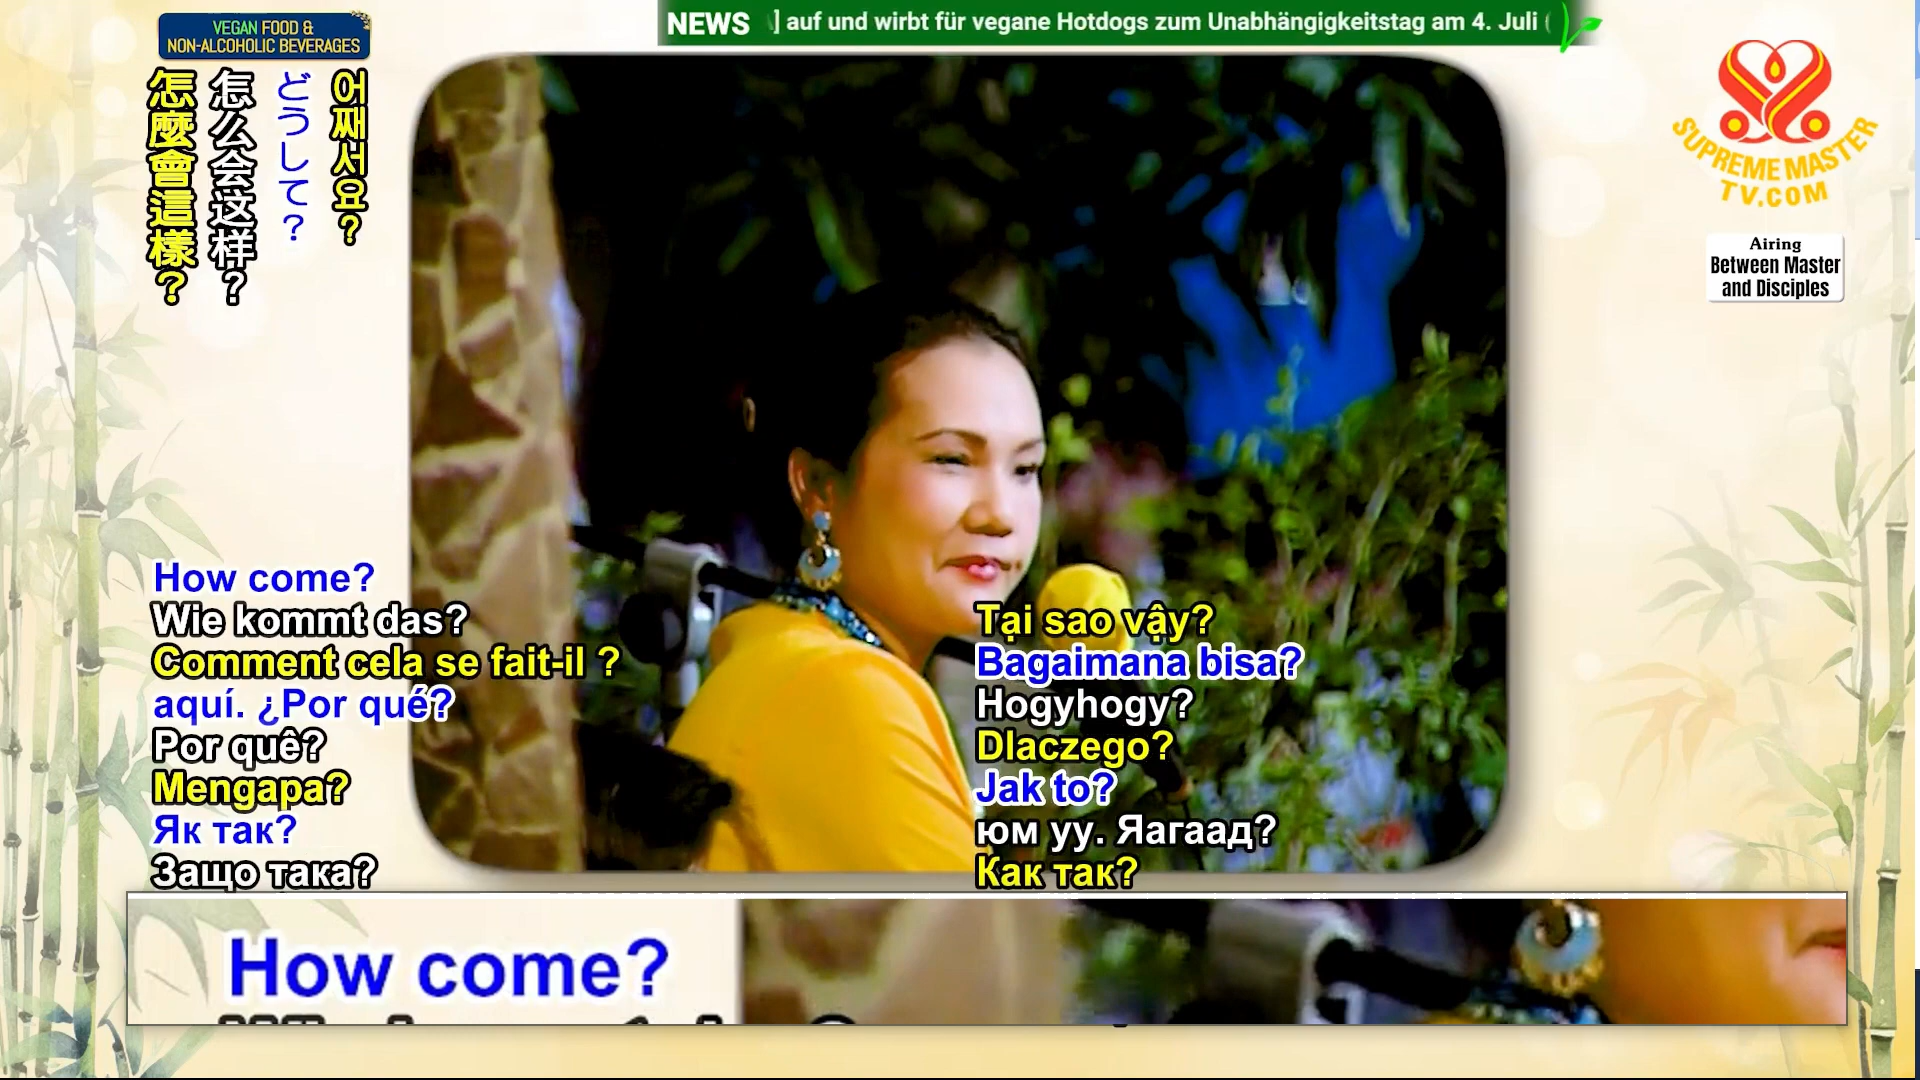 VEGAN FOOD &
NON-ALCOHOLIC BEVERAGES
NEWS
] auf und wirbt für vegane Hotdogs zum Unabhängigkeitstag am 4. Juli (
SUPREME MASTER
TV.COM
Airing
Between Master
and Disciples
어째서요?
どうして?
怎么会这样?
怎麼會這樣?
How come?
Wie kommt das?
Comment cela se fait-il ?
aquí. ¿Por qué?
Por quê?
Mengapa?
Як так?
Защо така?
Tại sao vậy?
Bagaimana bisa?
Hogyhogy?
Dlaczego?
Jak to?
юм уу. Яагаад?
Как так?
How come?